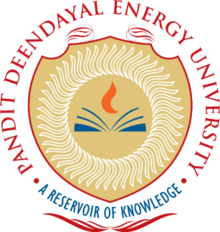 PANDIT DEENDAYAL ENERGY UNIVERSITY
A RESERVOIR OF KNOWLEDGE